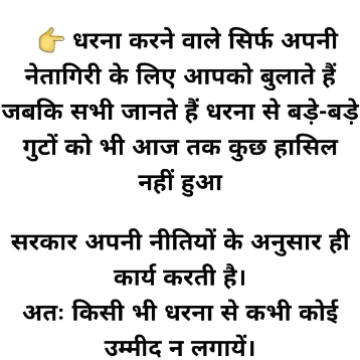 👉 धरना करने वाले सिर्फ अपनी
नेतागिरी के लिए आपको बुलाते हैं
जबकि सभी जानते हैं धरना से बड़े-बड़े
गुटों को भी आज तक कुछ हासिल
नहीं हुआ
सरकार अपनी नीतियों के अनुसार ही
कार्य करती है।
अतः किसी भी धरना से कभी कोई
उम्मीद न लगायें।